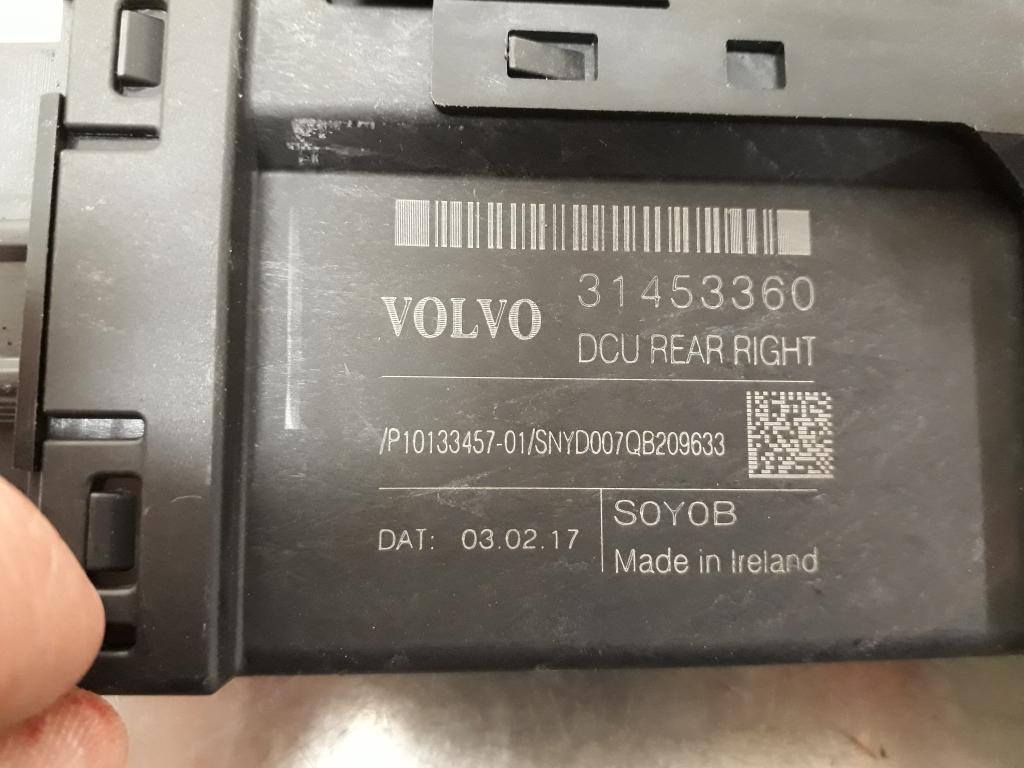 31453360
VOLVO
DCU REAR RIGHT
/P10133457-01/SNYD007QB209633
DAT: 03.02.17
SOYOB
Made in Ireland